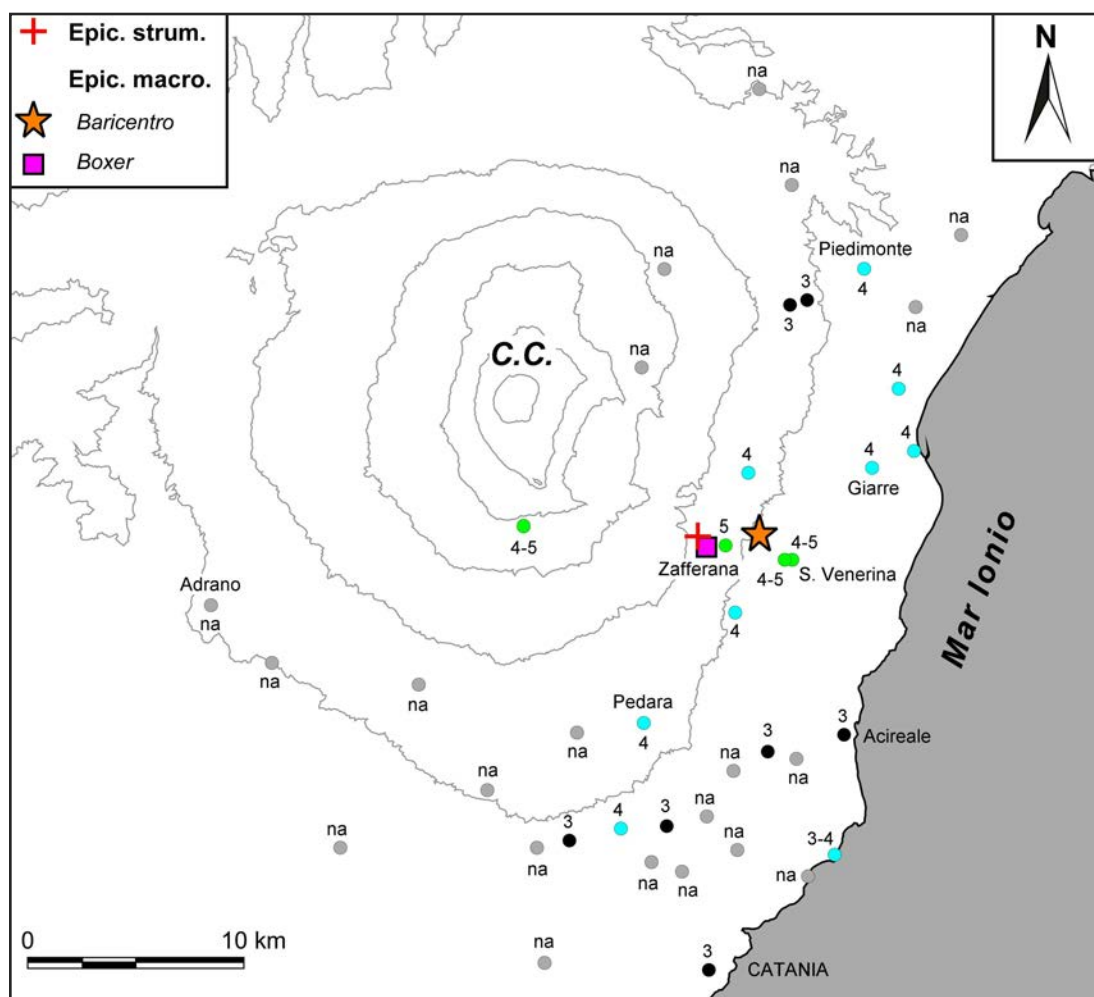 Epic. strum.
Epic. macro.
Baricentro
Boxer
N
na
na
na
Piedimonte
na
4
3
3
na
C.C.
na
4
4
4
4
Giarre
4-5
5
4-5
Zafferana
4-5
S. Venerina
Mar Ionio
Adrano
na
4
na
na
Pedara
4
na
3
3
Acireale
na
na
na
na
4
3
na
3
3-4
na
na
na
na
na
na
3
CATANIA
0
10 km